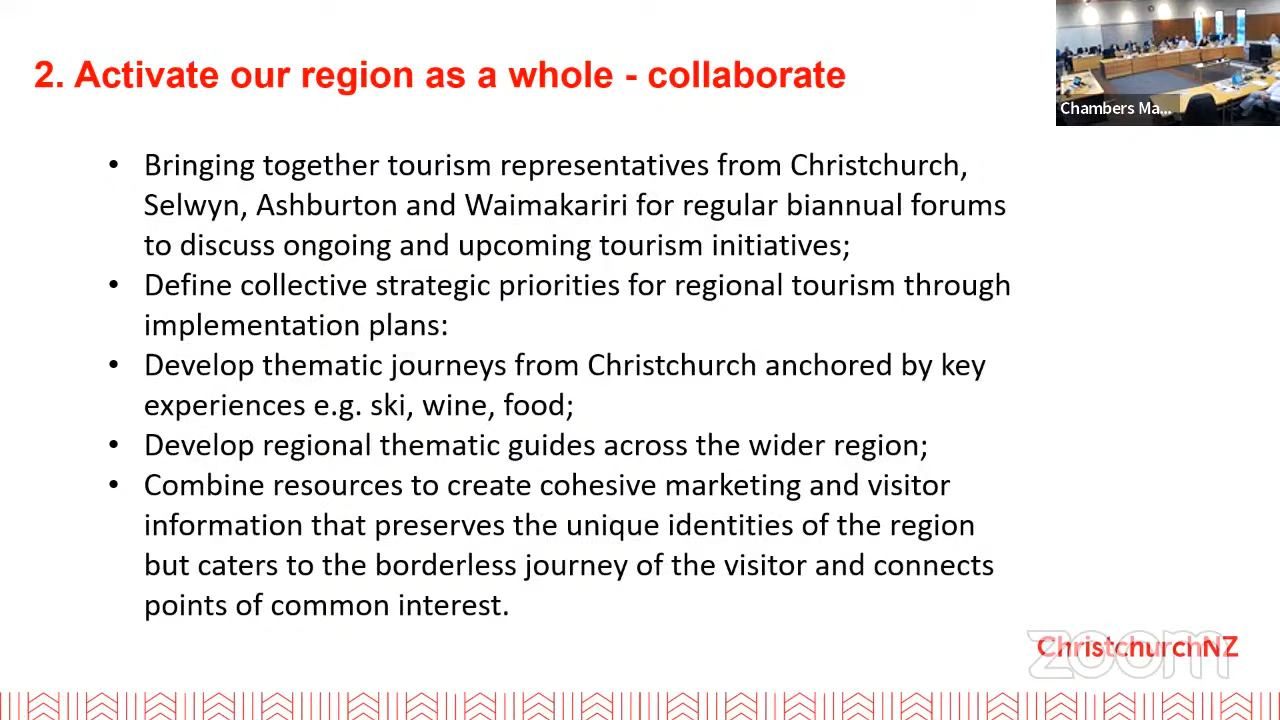 2. Activate our region as a whole - collaborate
Chambers Ma...
• Bringing together tourism representatives from Christchurch,
Selwyn, Ashburton and Waimakariri for regular biannual forums
to discuss ongoing and upcoming tourism initiatives;
• Define collective strategic priorities for regional tourism through
implementation plans:
• Develop thematic journeys from Christchurch anchored by key
experiences e.g. ski, wine, food;
• Develop regional thematic guides across the wider region;
• Combine resources to create cohesive marketing and visitor
information that preserves the unique identities of the region
but caters to the borderless journey of the visitor and connects
points of common interest.
ChristchurchNZ
zoom